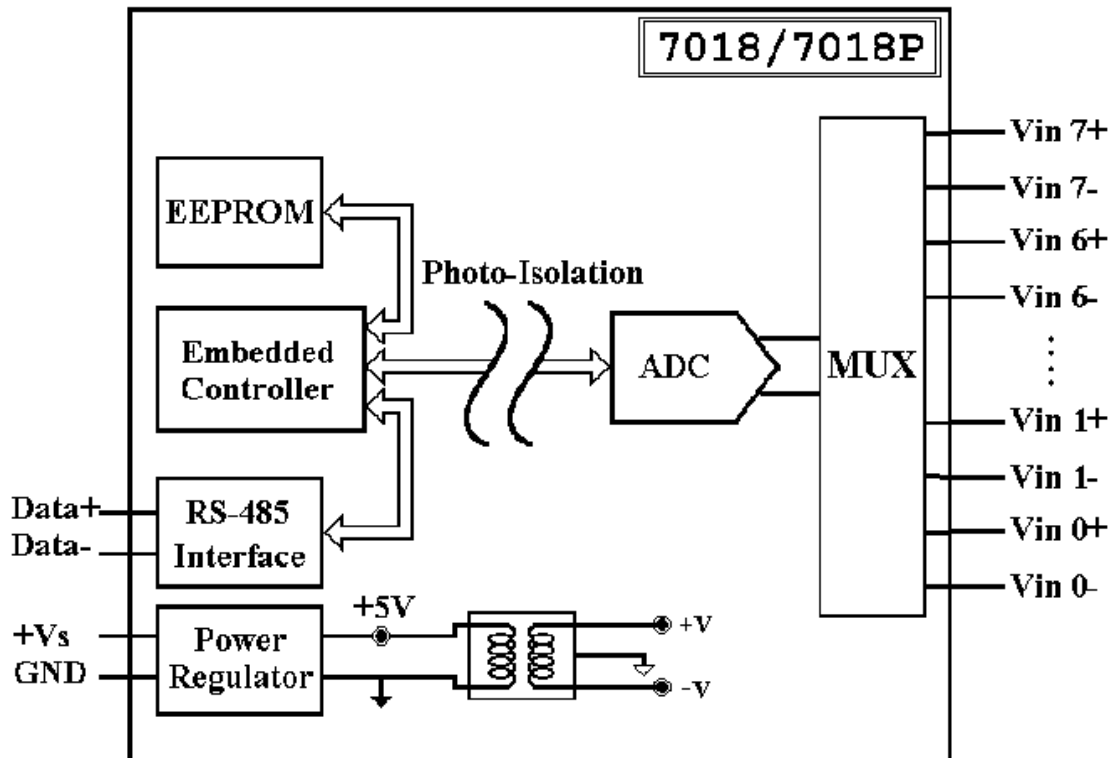 7018/7018P
Vin 7+
Vin 7-
Vin 6+
Vin 6-
Vin 1+
Vin 1-
Vin 0+
Vin 0-
EEPROM
Photo-Isolation
Embedded
Controller
ADC
MUX
Data+
Data-
RS-485
Interface
+Vs
GND
Power
Regulator
+5V
+V
-V